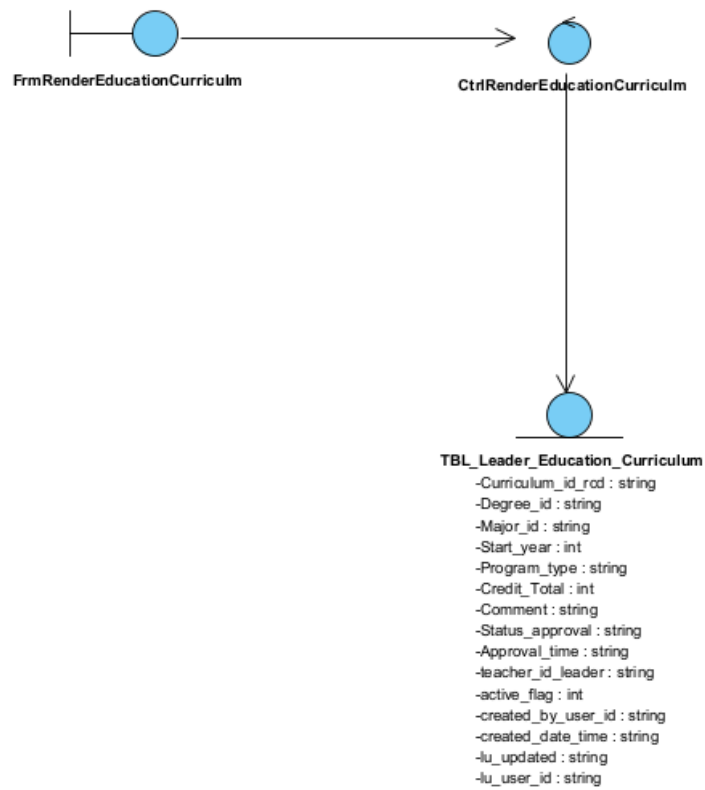 FrmRenderEducationCurriculm
CtrlRenderEducationCurriculm
TBL_Leader_Education_Curriculum
-Curriculum_id_rcd : string
-Degree_id : string
-Major_id : string
-Start_year : int
-Program_type : string
-Credit_Total : int
-Comment : string
-Status_approval : string
-Approval_time : string
-teacher_id_leader : string
-active_flag : int
-created_by_user_id : string
-created_date_time : string
-lu_updated : string
-lu_user_id : string